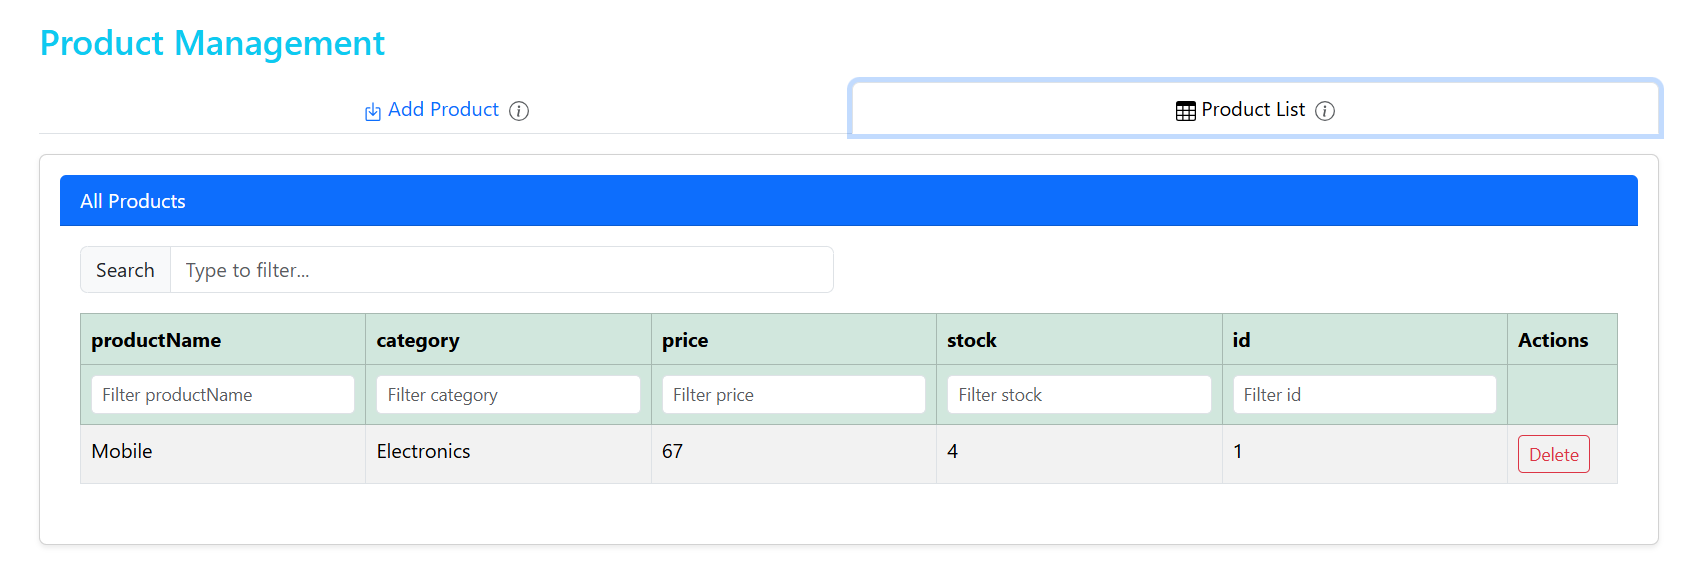 Product Management
Add Product
Product List
All Products
Search Type to filter...
productName category price stock id Actions
Filter productName Filter category Filter price Filter stock Filter id
Mobile Electronics 67 4 1 Delete